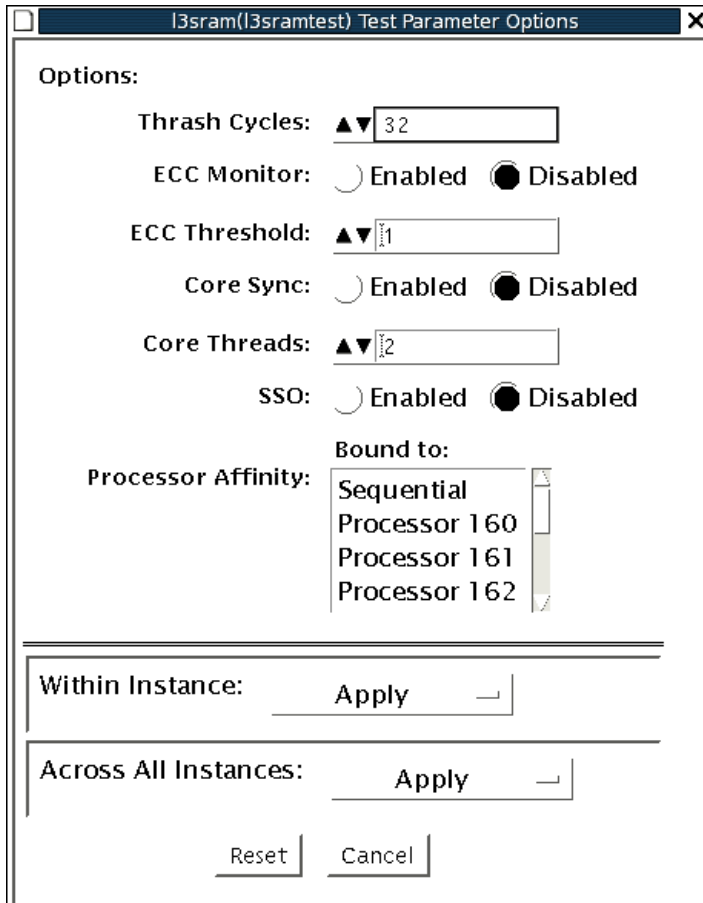 l3sram(l3sramtest) Test Parameter Options
Options:
Thrash Cycles: 32
ECC Monitor: Enabled Disabled
ECC Threshold: 1
Core Sync: Enabled Disabled
Core Threads: 2
SSO: Enabled Disabled
Bound to:
Processor Affinity:
Sequential
Processor 160
Processor 161
Processor 162
Within Instance: Apply
Across All Instances: Apply
Reset Cancel